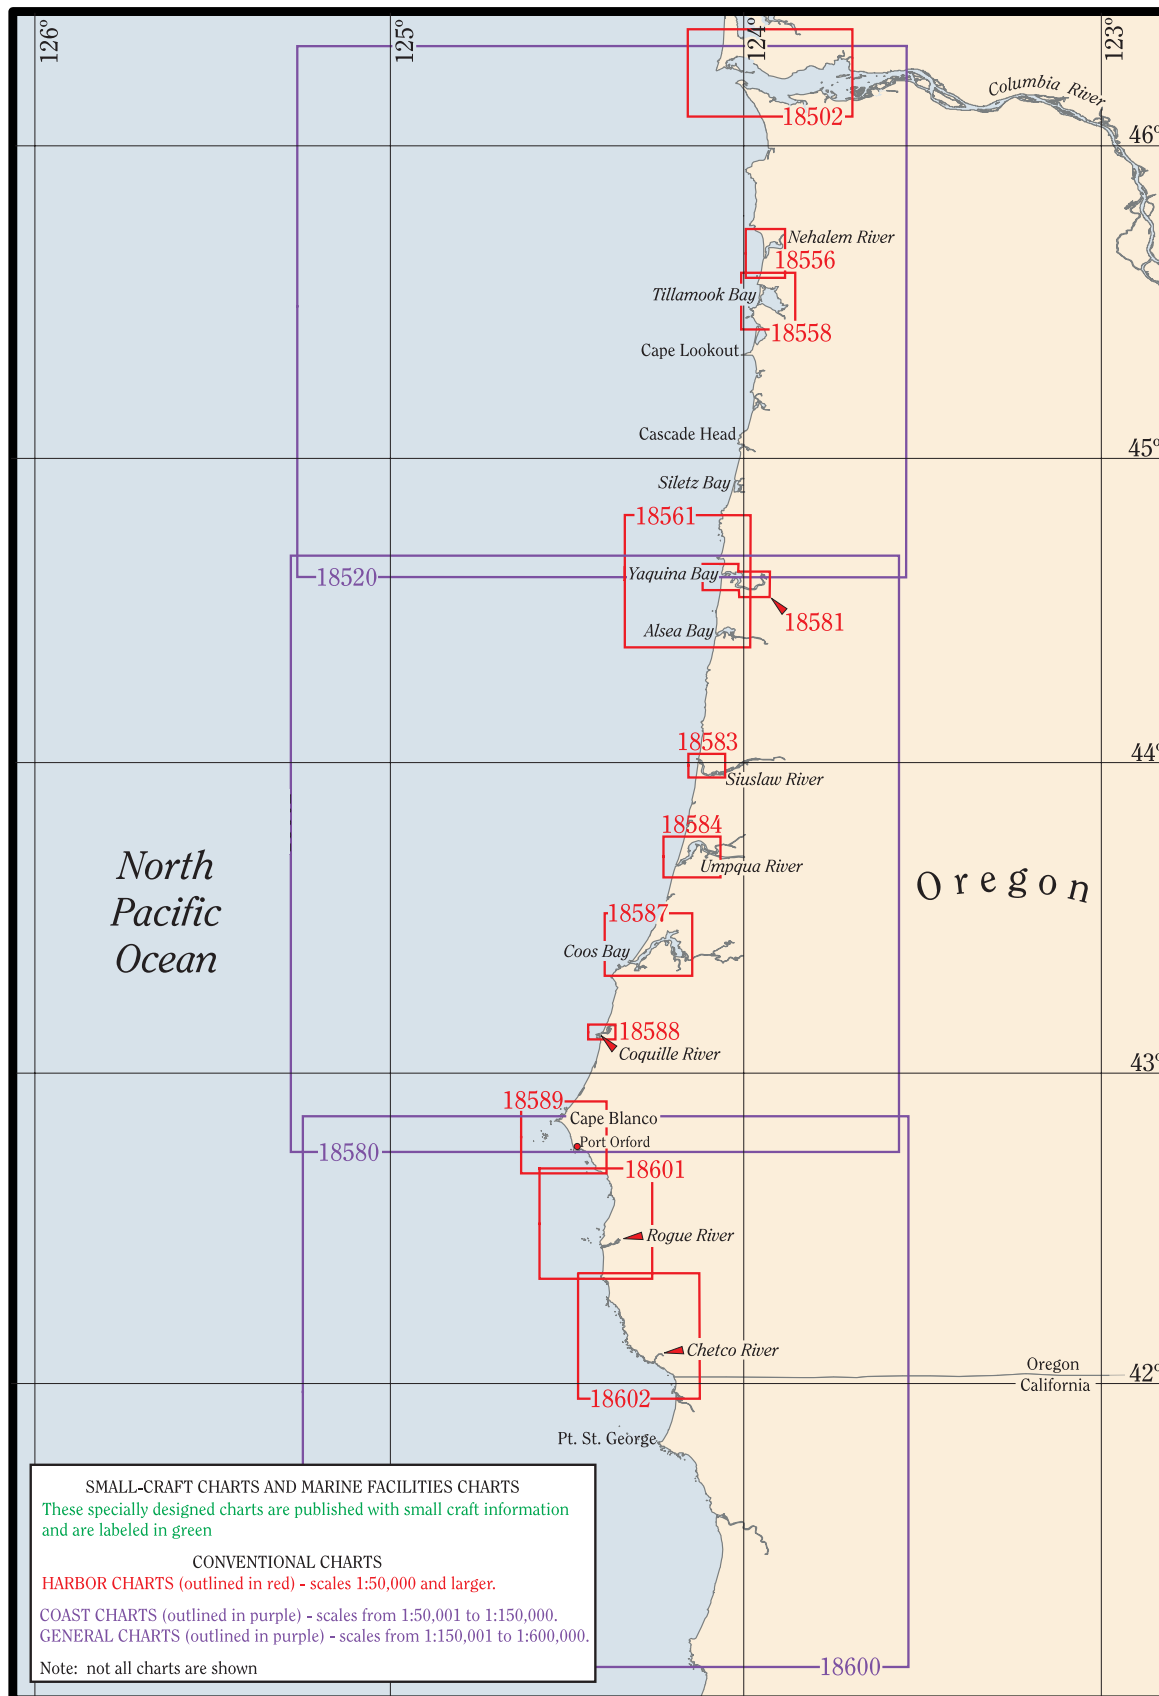 126°
125°
124°
123°
Columbia River
18502
46°
Nehalem River
18556
Tillamook Bay
18558
Cape Lookout
Cascade Head
45°
Siletz Bay
18561
Yaquina Bay
18520
18581
Alsea Bay
18583
44°
Siuslaw River
18584
Umpqua River
North
Pacific
Ocean
Oregon
18587
Coos Bay
18588
Coquille River
43°
18589
Cape Blanco
Port Orford
18580
18601
Rogue River
Chetco River
Oregon
42°
California
18602
Pt. St. George
SMALL-CRAFT CHARTS AND MARINE FACILITIES CHARTS
These specially designed charts are published with small craft information
and are labeled in green
CONVENTIONAL CHARTS
HARBOR CHARTS (outlined in red) - scales 1:50,000 and larger.
COAST CHARTS (outlined in purple) - scales from 1:50,001 to 1:150,000.
GENERAL CHARTS (outlined in purple) - scales from 1:150,001 to 1:600,000.
Note: not all charts are shown
18600